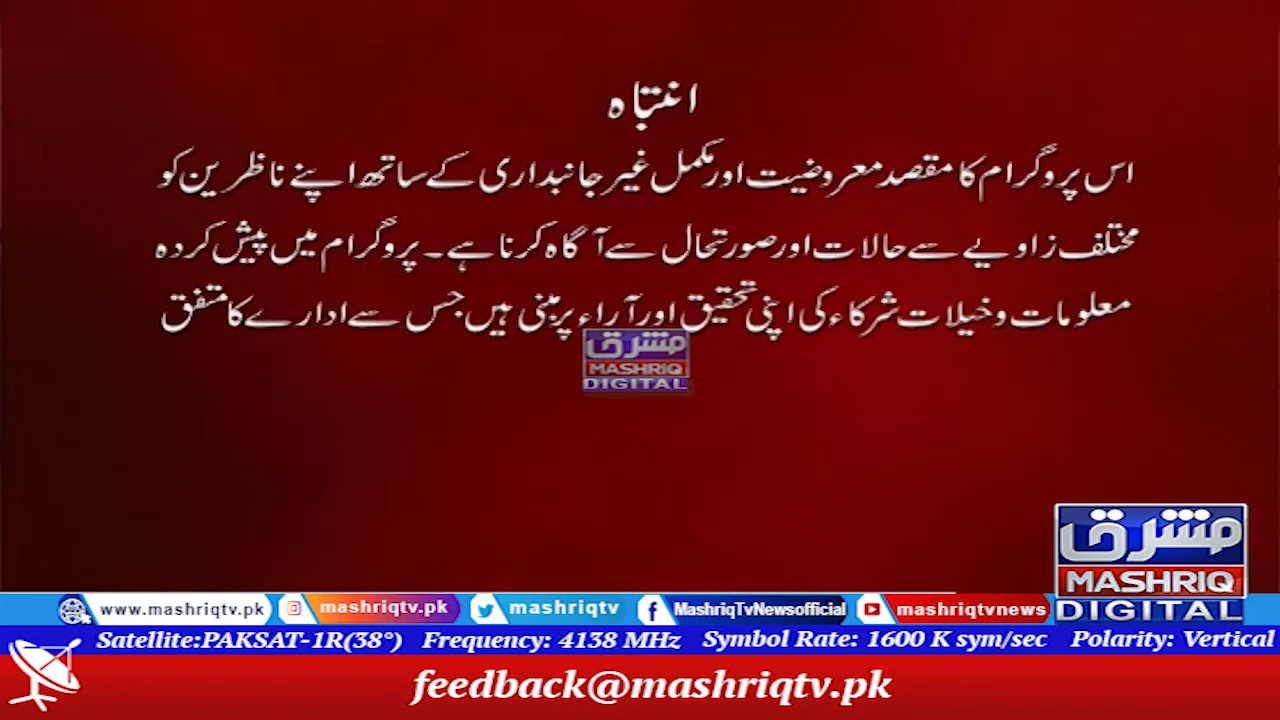 انتباہ
اس پروگرام کا مقصد معروضیت اور مکمل غیر جانبداری کے ساتھ اپنے ناظرین کو
مختلف زاویے سے حالات اور صورتحال سے آگاہ کرنا ہے۔ پروگرام میں پیش کردہ
معلومات و خیلات شرکاء کی اپنی تحقیق اور آراء پر مبنی ہیں جس سے ادارے کا متفق
مشرق
MASHRIQ
DIGITAL
مشرق
MASHRIQ
DIGITAL
www.mashriqtv.pk mashriqtv.pk mashriqtv MashriqTvNewsofficial mashriqtvnews
Satellite:PAKSAT-1R(38°) Frequency: 4138 MHz Symbol Rate: 1600 K sym/sec Polarity: Vertical
feedback@mashriqtv.pk